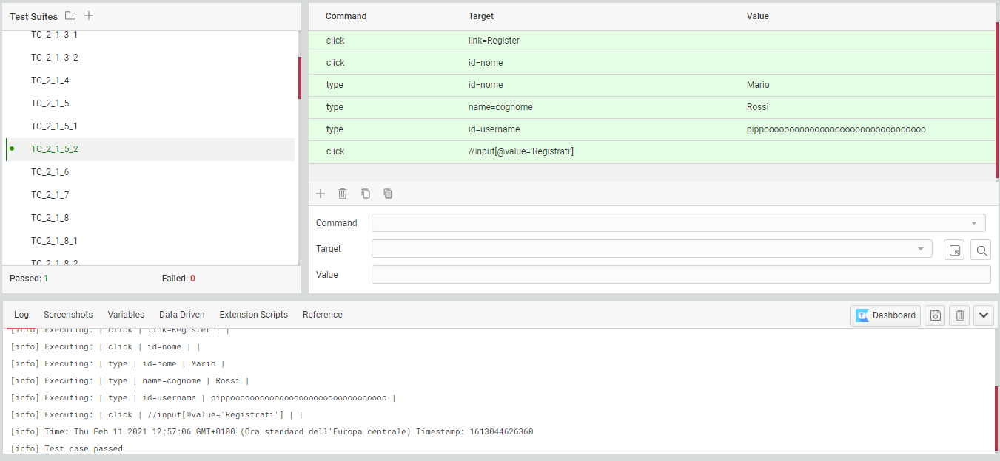 Test Suites
TC_2_1_3_1
TC_2_1_3_2
TC_2_1_4
TC_2_1_5
TC_2_1_5_1
TC_2_1_5_2
TC_2_1_6
TC_2_1_7
TC_2_1_8
TC_2_1_8_1
TC_2_1_8_2
Passed: 1 Failed: 0
Command Target Value
click link=Register
click id=nome
type id=nome Mario
type name=cognome Rossi
type id=username pippoooooooooooooooooooooooooooooooo
click //input[@value='Registrati']
Command
Target
Value
Log Screenshots Variables Data Driven Extension Scripts Reference Dashboard
[info] Executing: | click | link=Register | |
[info] Executing: | click | id=nome | |
[info] Executing: | type | id=nome | Mario |
[info] Executing: | type | name=cognome | Rossi |
[info] Executing: | type | id=username | pippoooooooooooooooooooooooooooooooo |
[info] Executing: | click | //input[@value='Registrati'] | |
[info] Time: Thu Feb 11 2021 12:57:06 GMT+0100 (Ora standard dell'Europa centrale) Timestamp: 1613044626360
[info] Test case passed